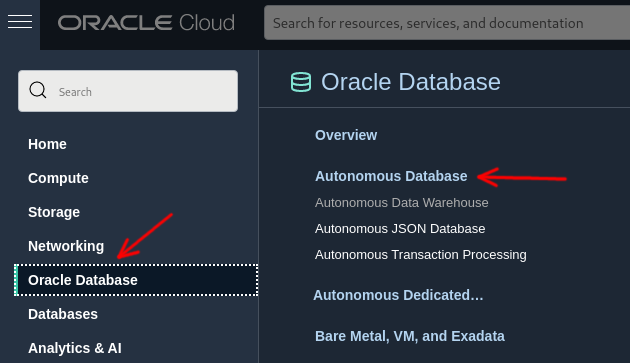 ORACLE Cloud
Search for resources, services, and documentation
Search
Home
Compute
Storage
Networking
Oracle Database
Databases
Analytics & AI
Oracle Database
Overview
Autonomous Database
Autonomous Data Warehouse
Autonomous JSON Database
Autonomous Transaction Processing
Autonomous Dedicated…
Bare Metal, VM, and Exadata